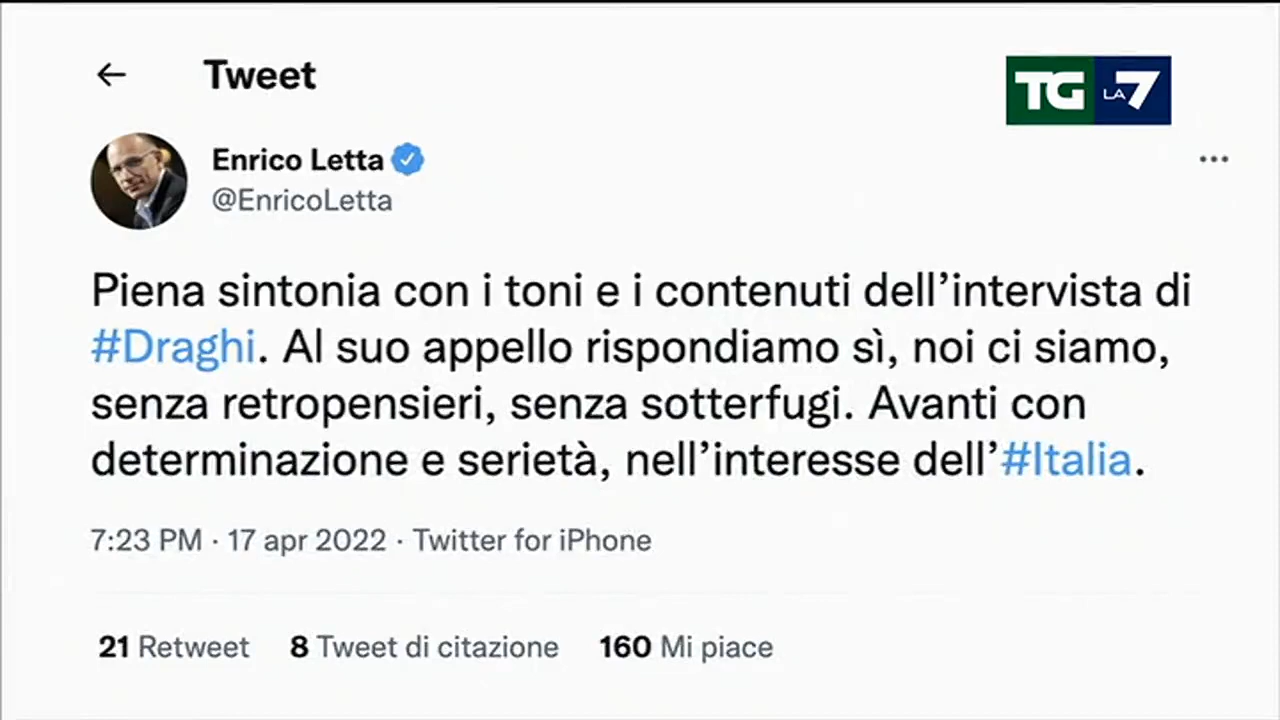 ← Tweet
TG LA7
Enrico Letta
@EnricoLetta
Piena sintonia con i toni e i contenuti dell’intervista di
#Draghi. Al suo appello rispondiamo sì, noi ci siamo,
senza retropensieri, senza sotterfugi. Avanti con
determinazione e serietà, nell’interesse dell’#Italia.
7:23 PM · 17 apr 2022 · Twitter for iPhone
21 Retweet 8 Tweet di citazione 160 Mi piace